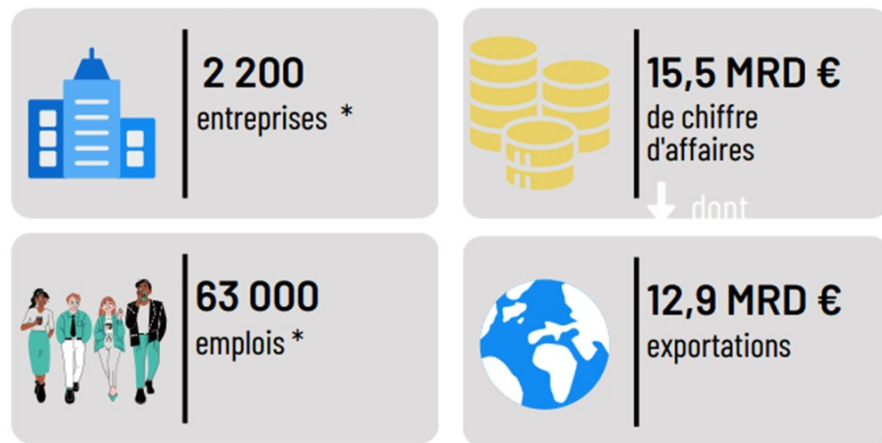 2 200
entreprises *
15,5 MRD €
de chiffre
d'affaires
dont
63 000
emplois *
12,9 MRD €
exportations